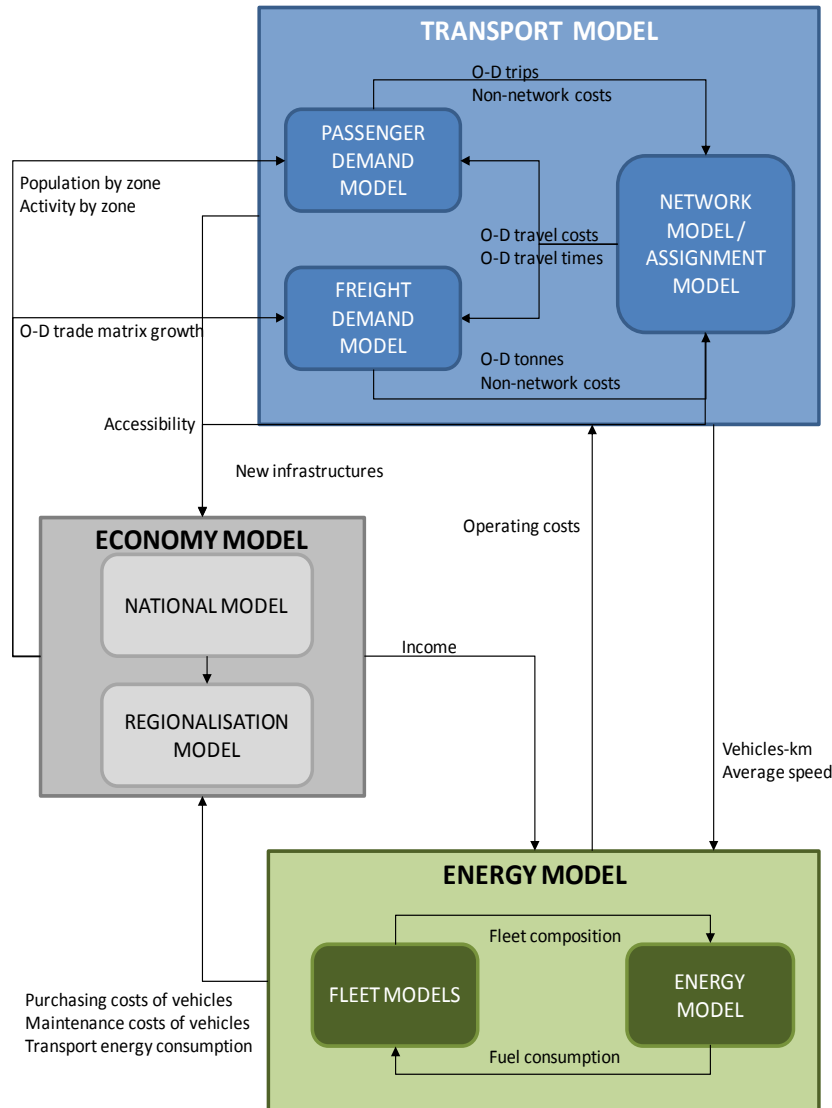 TRANSPORT MODEL
O-D trips
Non-network costs
PASSENGER
DEMAND
MODEL
Population by zone
Activity by zone
NETWORK
MODEL /
ASSIGNMENT
MODEL
O-D travel costs
O-D travel times
FREIGHT
DEMAND
MODEL
O-D trade matrix growth
O-D tonnes
Non-network costs
Accessibility
New infrastructures
Operating costs
ECONOMY MODEL
NATIONAL MODEL
Income
REGIONALISATION
MODEL
Vehicles-km
Average speed
ENERGY MODEL
Fleet composition
FLEET MODELS
ENERGY
MODEL
Purchasing costs of vehicles
Maintenance costs of vehicles
Transport energy consumption
Fuel consumption